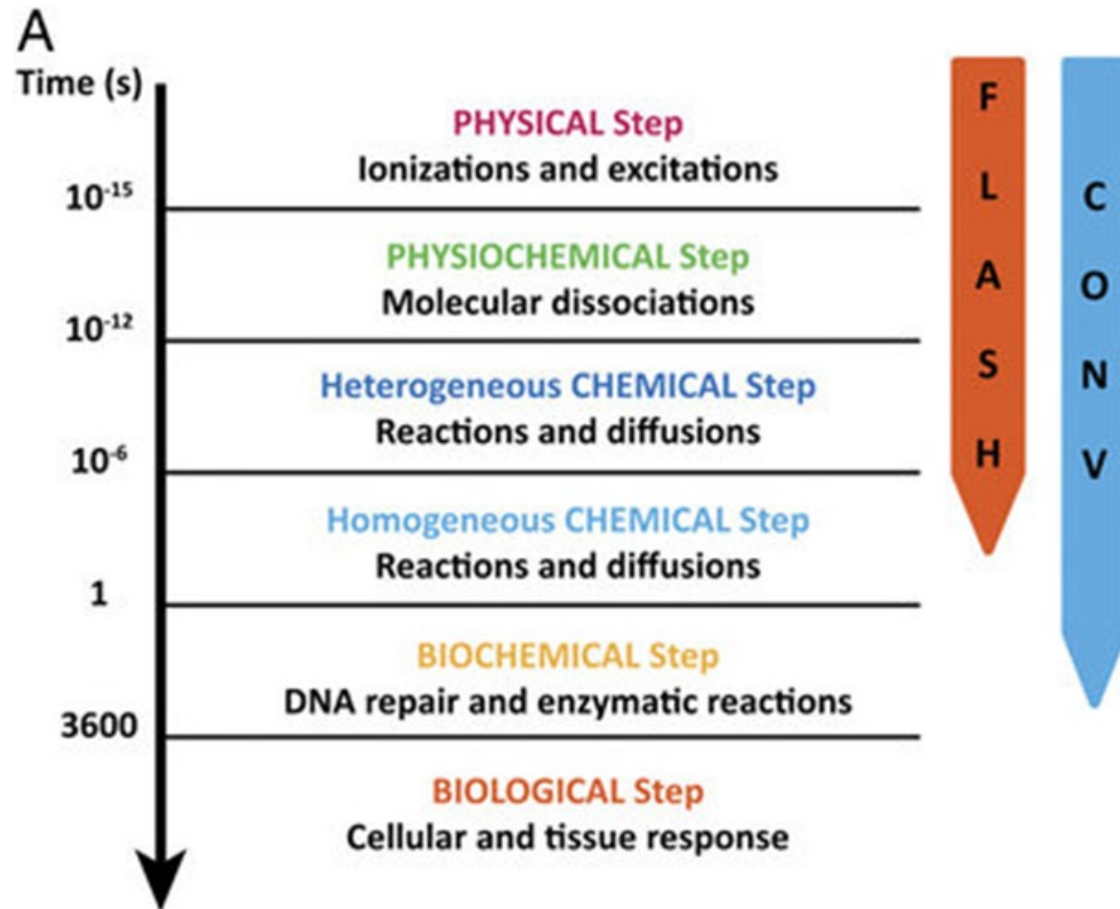 A
Time (s)
PHYSICAL Step
Ionizations and excitations
10-15
PHYSIOCHEMICAL Step
Molecular dissociations
10-12
Heterogeneous CHEMICAL Step
Reactions and diffusions
10-6
Homogeneous CHEMICAL Step
Reactions and diffusions
1
BIOCHEMICAL Step
DNA repair and enzymatic reactions
3600
BIOLOGICAL Step
Cellular and tissue response
FLASH
CONV